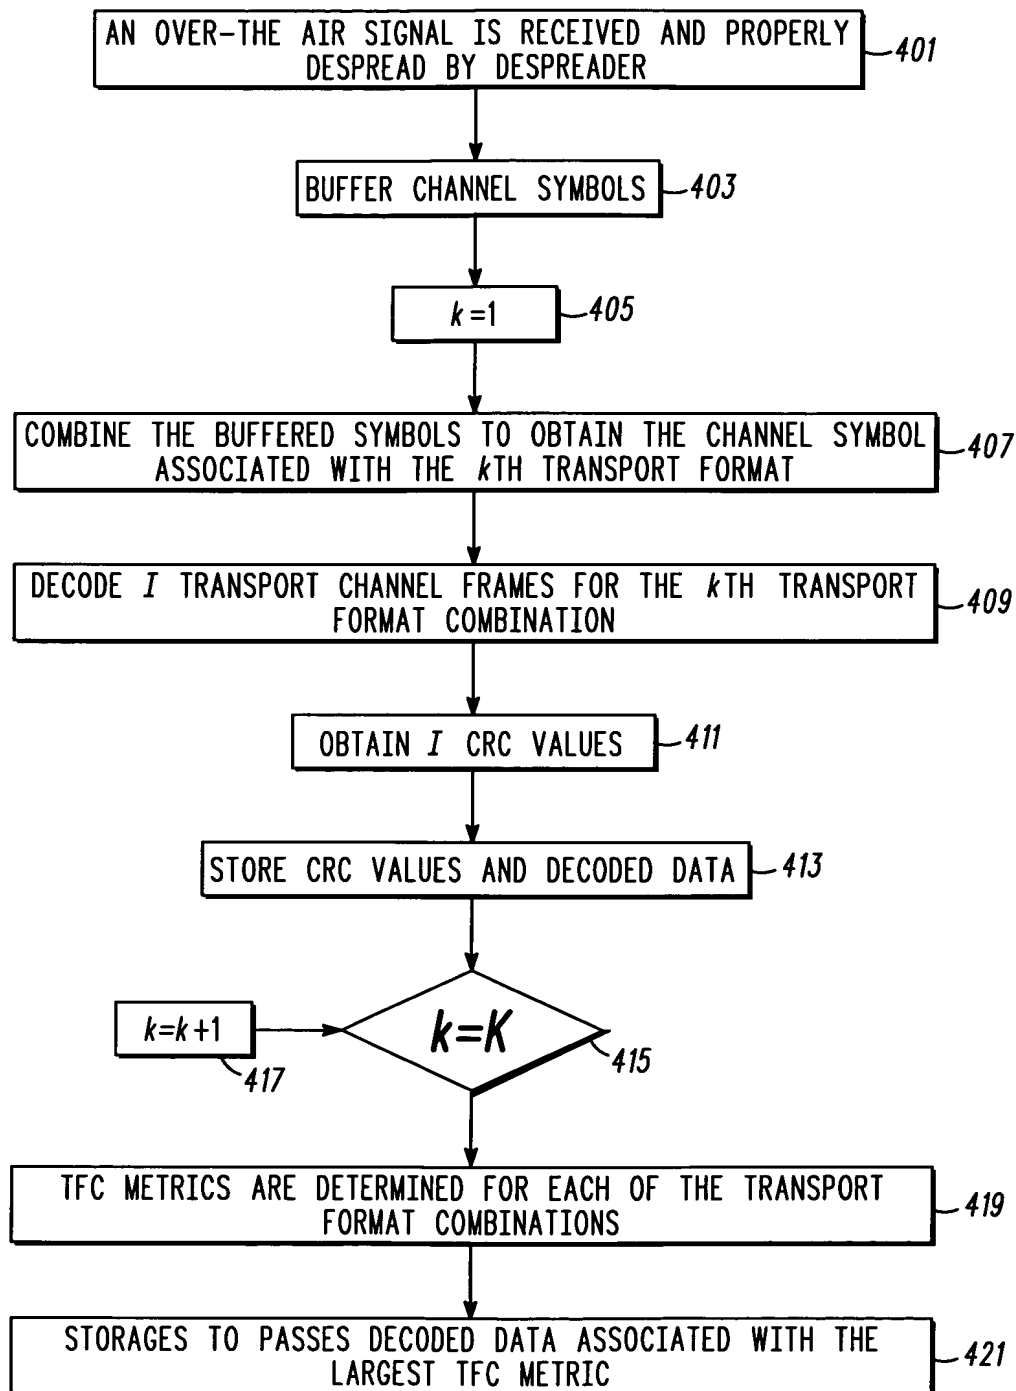 AN OVER-THE AIR SIGNAL IS RECEIVED AND PROPERLY
DESPREAD BY DESPREADER
401
BUFFER CHANNEL SYMBOLS
403
k=1
405
COMBINE THE BUFFERED SYMBOLS TO OBTAIN THE CHANNEL SYMBOL
ASSOCIATED WITH THE kTH TRANSPORT FORMAT
407
DECODE I TRANSPORT CHANNEL FRAMES FOR THE kTH TRANSPORT
FORMAT COMBINATION
409
OBTAIN I CRC VALUES
411
STORE CRC VALUES AND DECODED DATA
413
k=k+1
417
k=K
415
TFC METRICS ARE DETERMINED FOR EACH OF THE TRANSPORT
FORMAT COMBINATIONS
419
STORAGES TO PASSES DECODED DATA ASSOCIATED WITH THE
LARGEST TFC METRIC
421